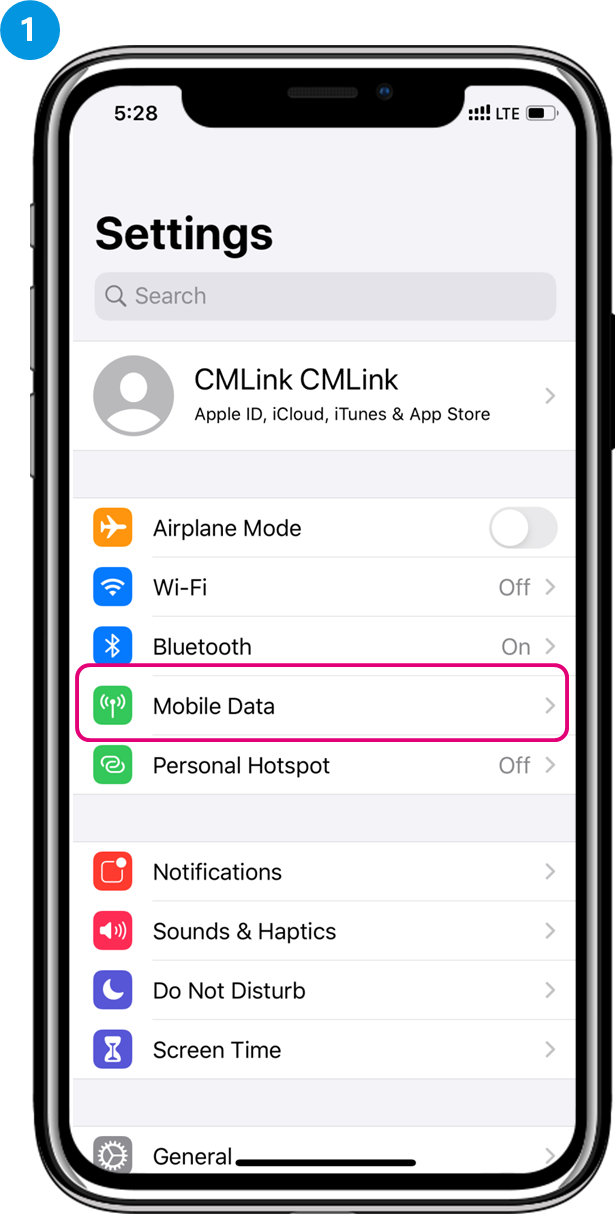 1
5:28
LTE
Settings
Search
CMLink CMLink
Apple ID, iCloud, iTunes & App Store
Airplane Mode
Wi-Fi Off
Bluetooth On
Mobile Data
Personal Hotspot Off
Notifications
Sounds & Haptics
Do Not Disturb
Screen Time
General